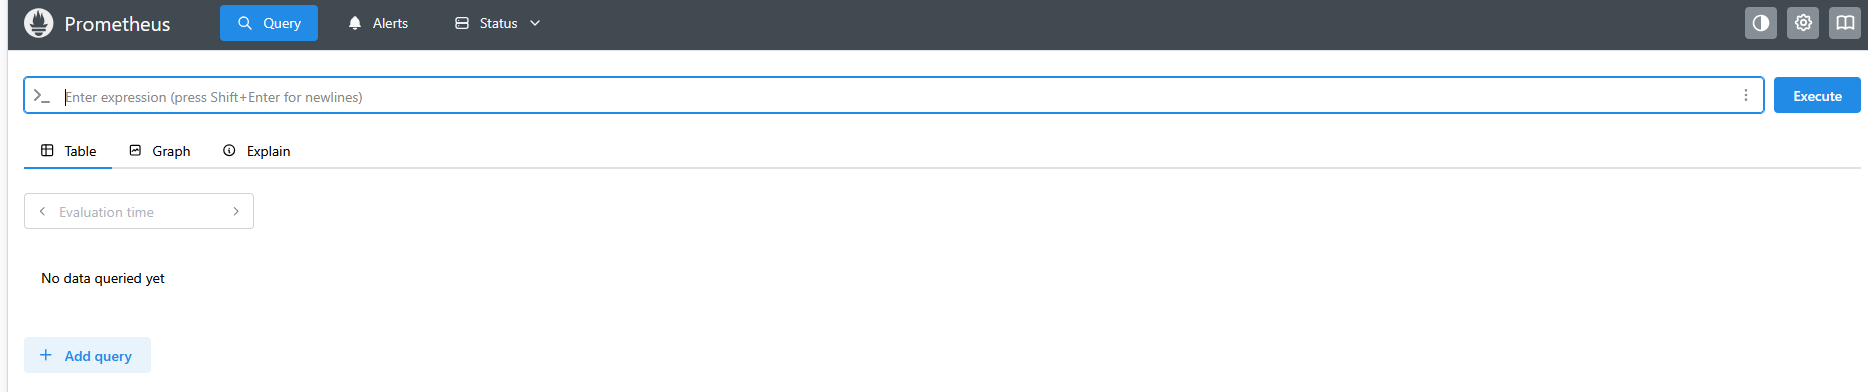 Prometheus Query Alerts Status
Enter expression (press Shift+Enter for newlines) Execute
Table Graph Explain
Evaluation time
No data queried yet
Add query